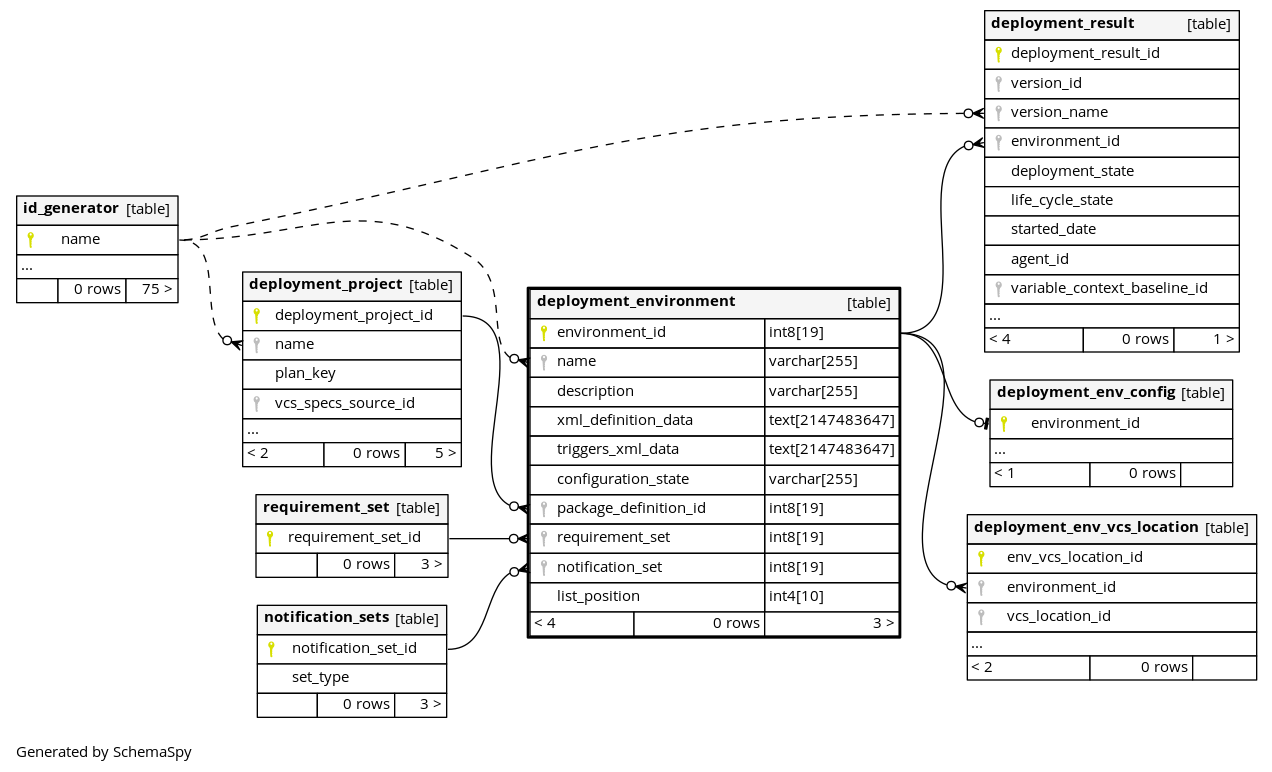 deployment_result [table]
deployment_result_id
version_id
version_name
environment_id
deployment_state
life_cycle_state
started_date
agent_id
variable_context_baseline_id
...
< 4 0 rows 1 >
id_generator [table]
name
...
0 rows 75 >
deployment_project [table]
deployment_project_id
name
plan_key
vcs_specs_source_id
...
< 2 0 rows 5 >
deployment_environment [table]
environment_id int8[19]
name varchar[255]
description varchar[255]
xml_definition_data text[2147483647]
triggers_xml_data text[2147483647]
configuration_state varchar[255]
package_definition_id int8[19]
requirement_set int8[19]
notification_set int8[19]
list_position int4[10]
< 4 0 rows 3 >
deployment_env_config [table]
environment_id
...
< 1 0 rows
requirement_set [table]
requirement_set_id
0 rows 3 >
deployment_env_vcs_location [table]
env_vcs_location_id
environment_id
vcs_location_id
...
< 2 0 rows
notification_sets [table]
notification_set_id
set_type
0 rows 3 >
Generated by SchemaSpy